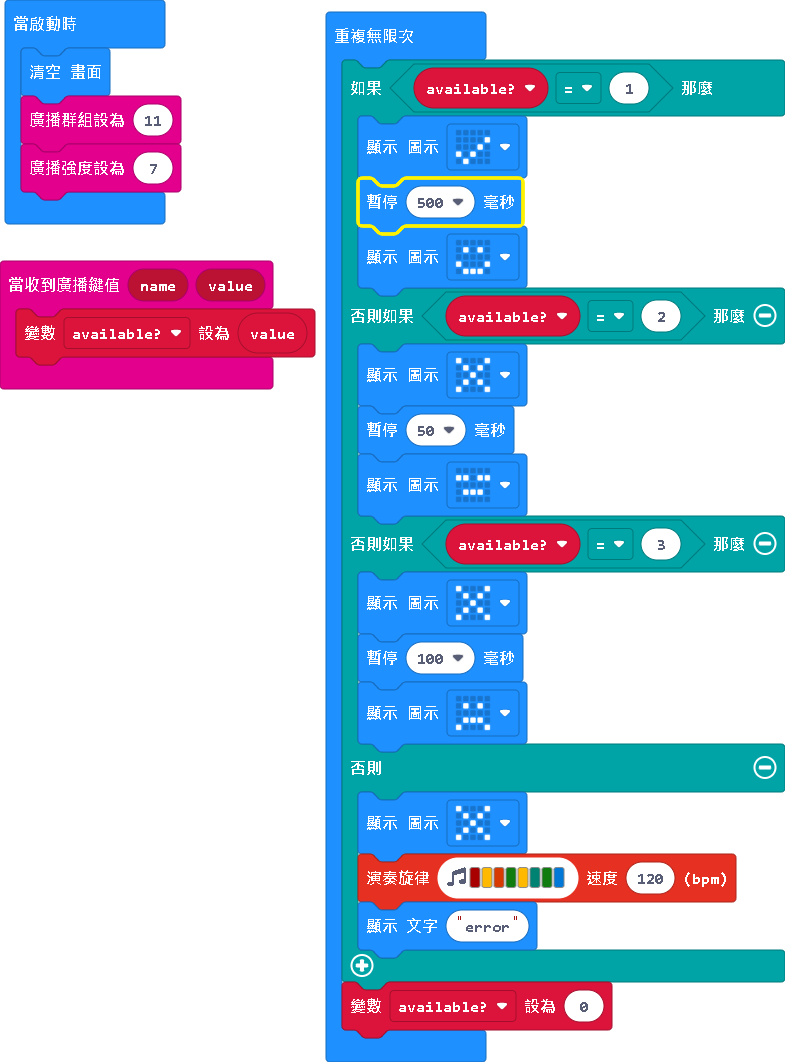 當啟動時
清空 畫面
廣播群組設為 11
廣播強度設為 7
當收到廣播鍵值 name value
變數 available? 設為 value
重複無限次
如果 available? = 1 那麼
顯示 圖示
暫停 500 毫秒
顯示 圖示
否則如果 available? = 2 那麼
顯示 圖示
暫停 50 毫秒
顯示 圖示
否則如果 available? = 3 那麼
顯示 圖示
暫停 100 毫秒
顯示 圖示
否則
顯示 圖示
演奏旋律 速度 120 (bpm)
顯示 文字 "error"
變數 available? 設為 0